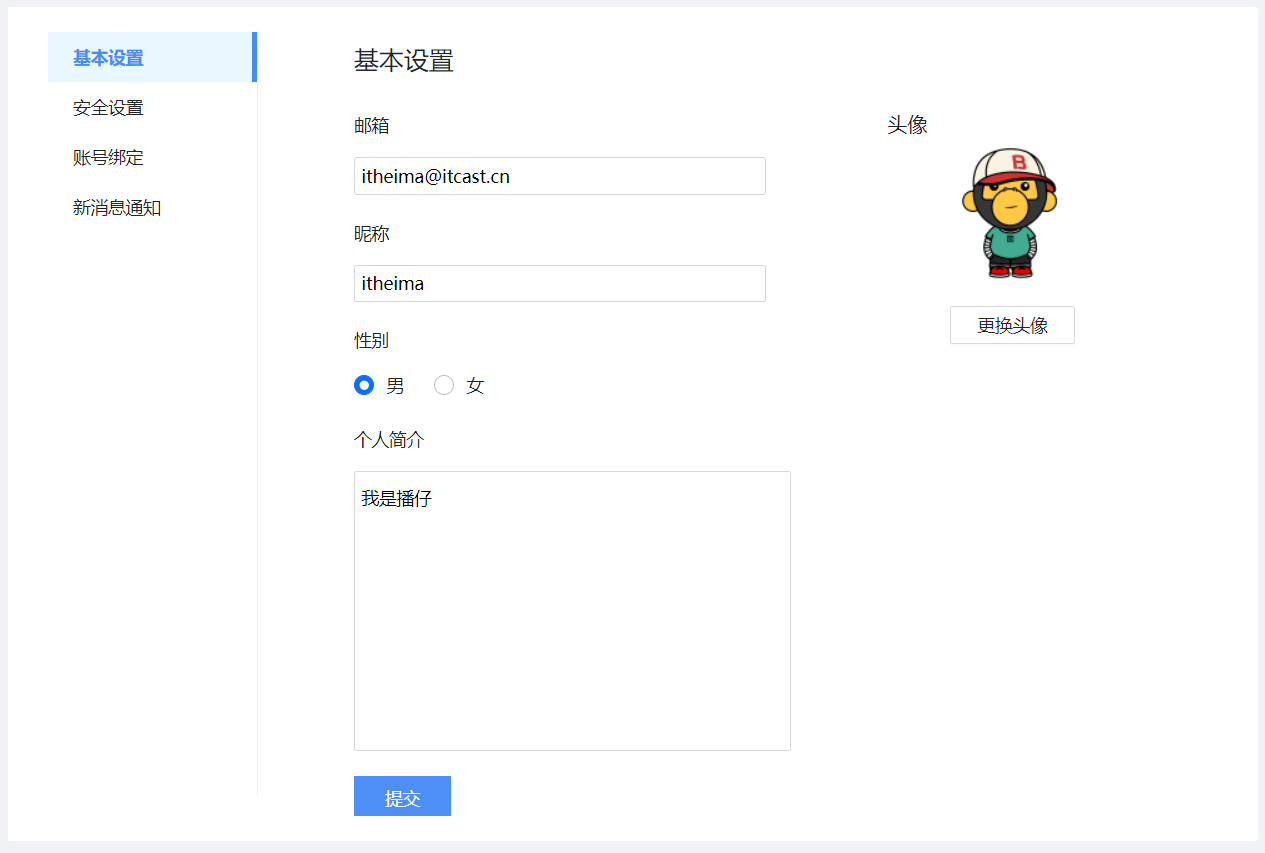 基本设置
安全设置
账号绑定
新消息通知
基本设置
邮箱
itheima@itcast.cn
昵称
itheima
性别
男 女
个人简介
我是播仔
提交
头像
B
更换头像